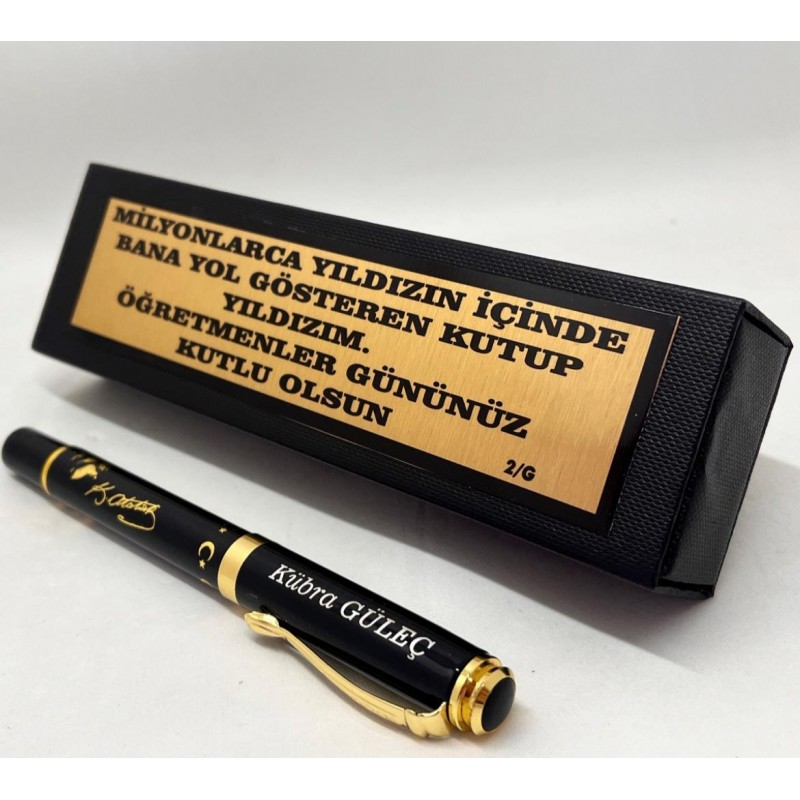 MİLYONLARCA YILDIZIN İÇİNDE
BANA YOL GÖSTEREN KUTUP
YILDIZIM.
ÖĞRETMENLER GÜNÜNÜZ
KUTLU OLSUN
2/G
K. Atatürk
Kübra GÜLEÇ